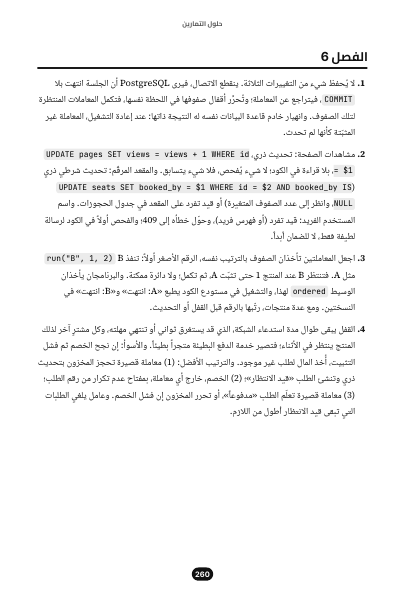 حلول التمارين
الفصل 6
1. لا يُحفظ شيء من التغييرات الثلاثة. ينقطع الاتصال، فيرى PostgreSQL أن الجلسة انتهت بلا
COMMIT، فيتراجع عن المعاملة؛ وتُحرَّر أقفال صفوفها في اللحظة نفسها، فتكمل المعاملات المنتظرة
لتلك الصفوف. وانهيار خادم قاعدة البيانات نفسه له النتيجة ذاتها: عند إعادة التشغيل، المعاملة غير
المثبّتة كأنها لم تحدث.
2. مشاهدات الصفحة: تحديث ذري، UPDATE pages SET views = views + 1 WHERE id
= $1، بلا قراءة في الكود؛ لا شيء يُفحص، فلا شيء يتسابق. والمقعد المرقّم: تحديث شرطي ذري
(UPDATE seats SET booked_by = $1 WHERE id = $2 AND booked_by IS
NULL، وانظر إلى عدد الصفوف المتغيرة) أو قيد تفرد على المقعد في جدول الحجوزات. واسم
المستخدم الفريد: قيد تفرد (أو فهرس فريد)، وحوّل خطأه إلى 409؛ والفحص أولاً في الكود لرسالة
لطيفة فقط، لا للضمان أبداً.
3. اجعل المعاملتين تأخذان الصفوف بالترتيب نفسه، الرقم الأصغر أولاً: تنفذ B run("B", 1, 2)
مثل A. فتنتظر B عند المنتج 1 حتى تثبّت A، ثم تكمل؛ ولا دائرة ممكنة. والبرنامجان يأخذان
الوسيط ordered لهذا، والتشغيل في مستودع الكود يطبع «A: انتهت» و«B: انتهت» في
النسختين. ومع عدة منتجات، رتّبها بالرقم قبل القفل أو التحديث.
4. القفل يبقى طوال مدة استدعاء الشبكة، الذي قد يستغرق ثواني أو تنتهي مهلته، وكل مشترٍ آخر لذلك
المنتج ينتظر في الأثناء؛ فتصير خدمة الدفع البطيئة متجراً بطيئاً. والأسوأ: إن نجح الخصم ثم فشل
التثبيت، أُخذ المال لطلب غير موجود. والترتيب الأفضل: (1) معاملة قصيرة تحجز المخزون بتحديث
ذري وتنشئ الطلب «قيد الانتظار»؛ (2) الخصم، خارج أي معاملة، بمفتاح عدم تكرار من رقم الطلب؛
(3) معاملة قصيرة تعلّم الطلب «مدفوعاً»، أو تحرر المخزون إن فشل الخصم. وعامل يلغي الطلبات
التي تبقى قيد الانتظار أطول من اللازم.
260